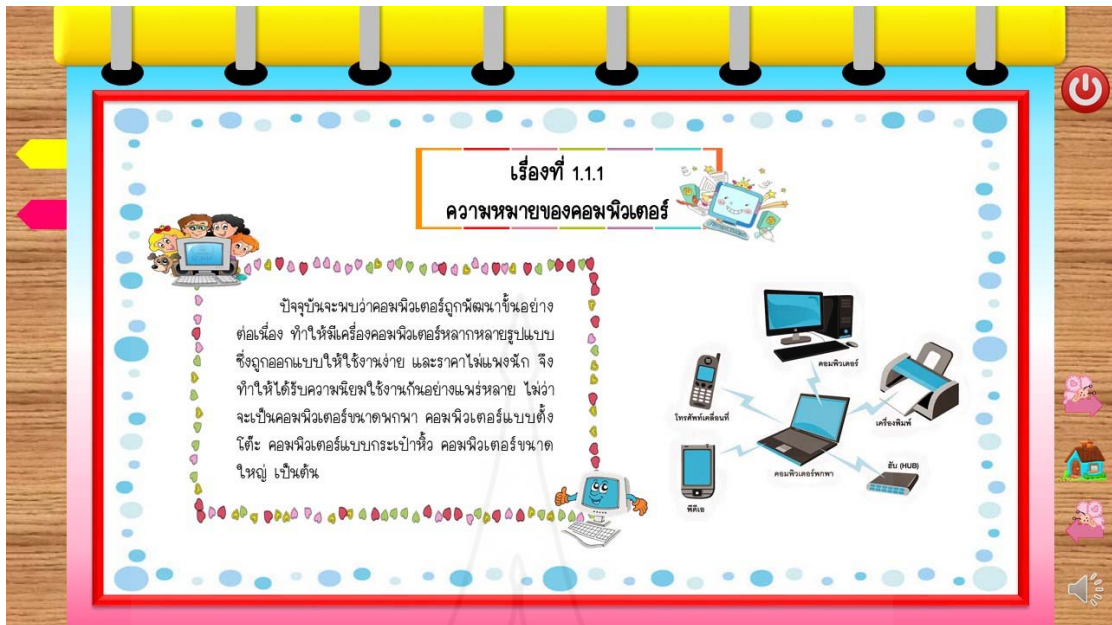 เรื่องที่ 1.1.1
ความหมายของคอมพิวเตอร์
ปัจจุบันจะพบว่าคอมพิวเตอร์ถูกพัฒนาขึ้นอย่าง
ต่อเนื่อง ทำให้มีเครื่องคอมพิวเตอร์หลากหลายรูปแบบ
ซึ่งถูกออกแบบให้ใช้งานง่าย และราคาไม่แพงนัก จึง
ทำให้ได้รับความนิยมใช้งานกันอย่างแพร่หลาย ไม่ว่า
จะเป็นคอมพิวเตอร์ขนาดพกพา คอมพิวเตอร์แบบตั้ง
โต๊ะ คอมพิวเตอร์แบบกระเป๋าหิ้ว คอมพิวเตอร์ขนาด
ใหญ่ เป็นต้น
คอมพิวเตอร์
โทรศัพท์เคลื่อนที่
เครื่องพิมพ์
คอมพิวเตอร์พกพา
ฮับ (HUB)
พีดีเอ